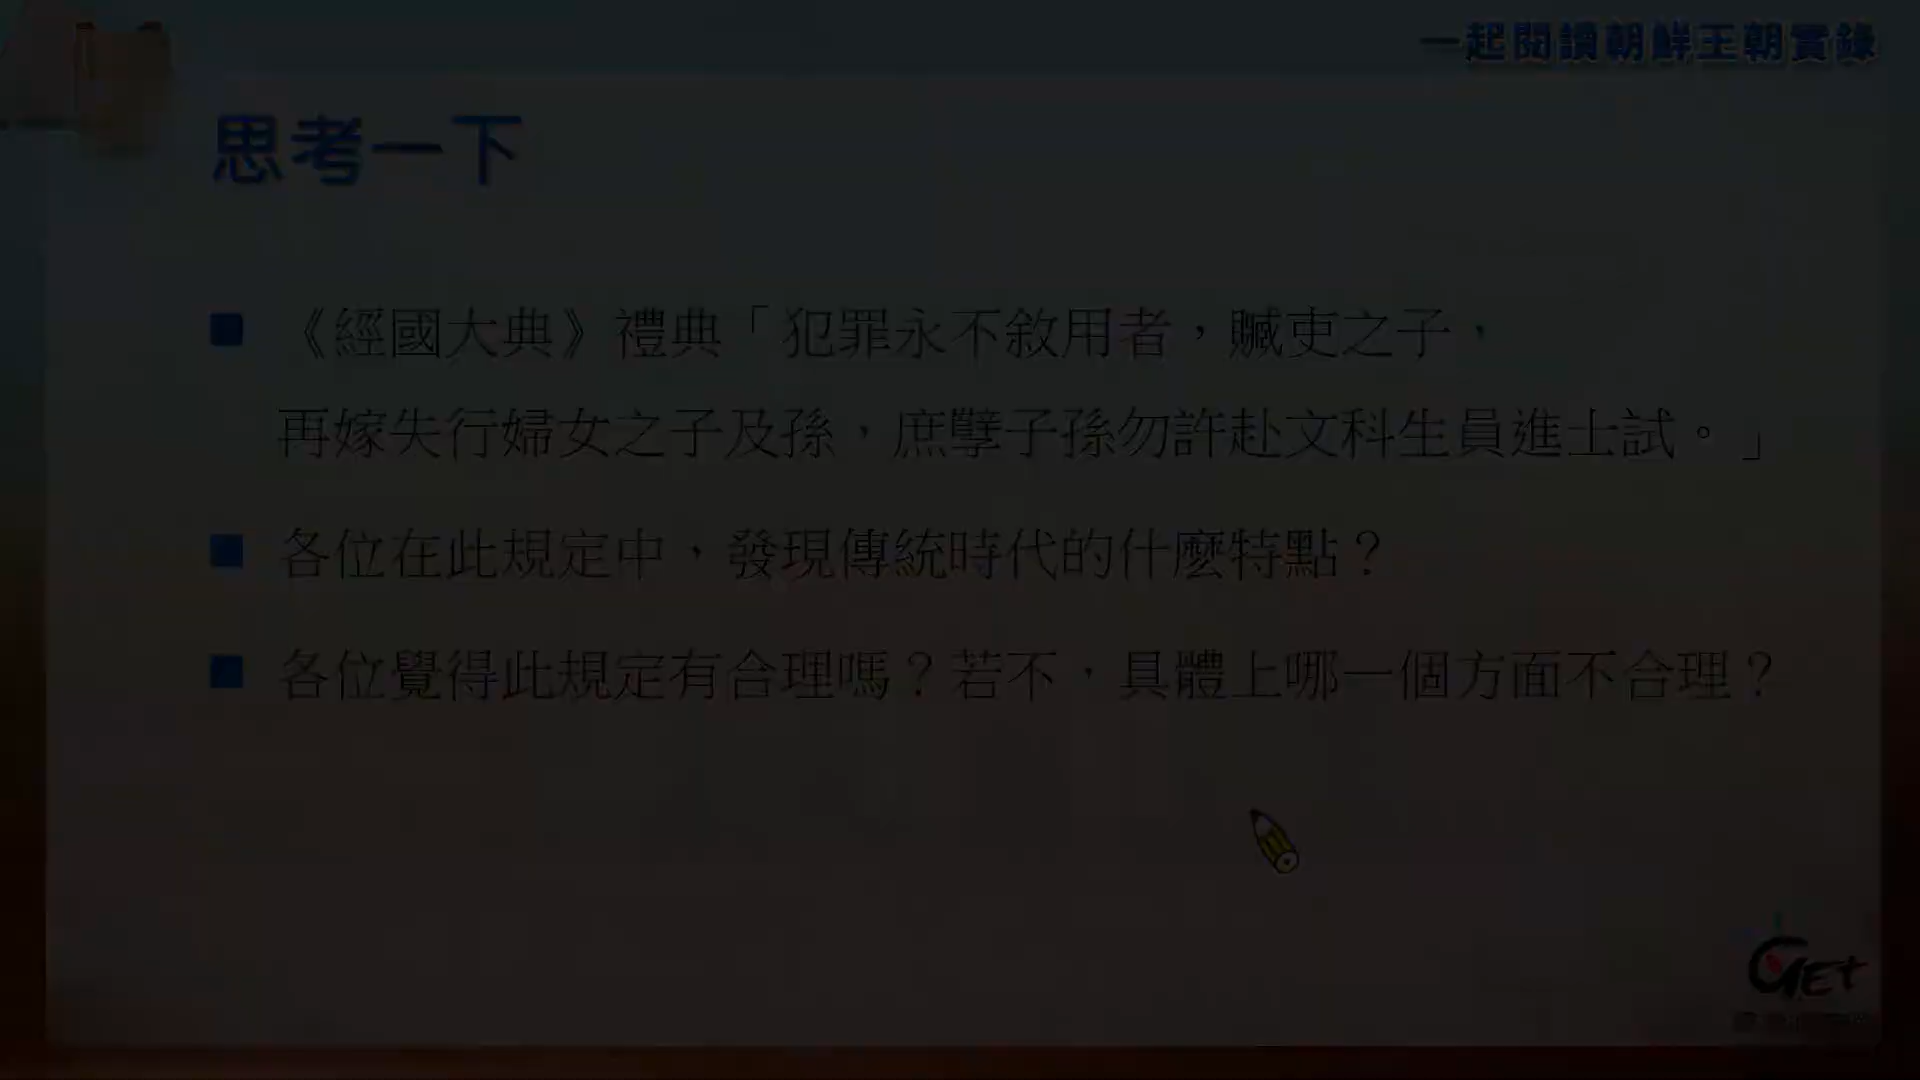 一起閱讀朝鮮王朝實錄
思考一下
《經國大典》禮典「犯罪永不敘用者，贓吏之子，
再嫁失行婦女之子及孫，庶孼子孫勿許赴文科生員進士試。」
各位在此規定中，發現傳統時代的什麼特點？
各位覺得此規定有合理嗎？若不，具體上哪一個方面不合理？
GET